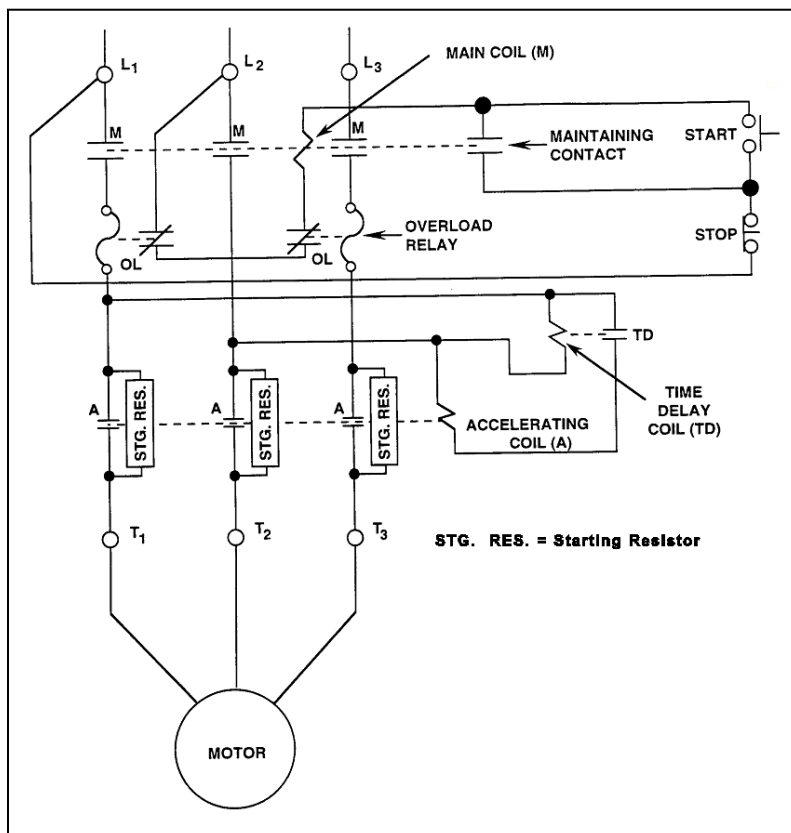 L1
L2
L3
MAIN COIL (M)
M
M
M
MAINTAINING
CONTACT
START
OVERLOAD
RELAY
STOP
OL
OL
TD
A
STG. RES.
A
STG. RES.
A
STG. RES.
ACCELERATING
COIL (A)
TIME
DELAY
COIL (TD)
T1
T2
T3
STG. RES. = Starting Resistor
MOTOR